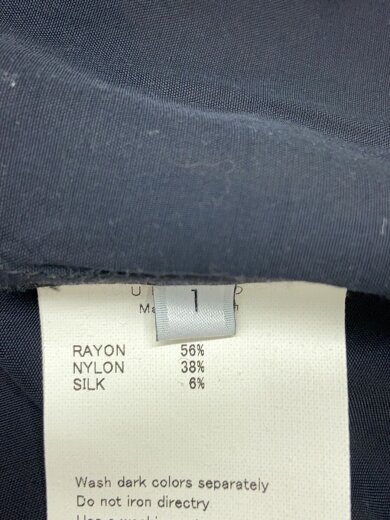 1
RAYON 56%
NYLON 38%
SILK 6%
Wash dark colors separately
Do not iron directry